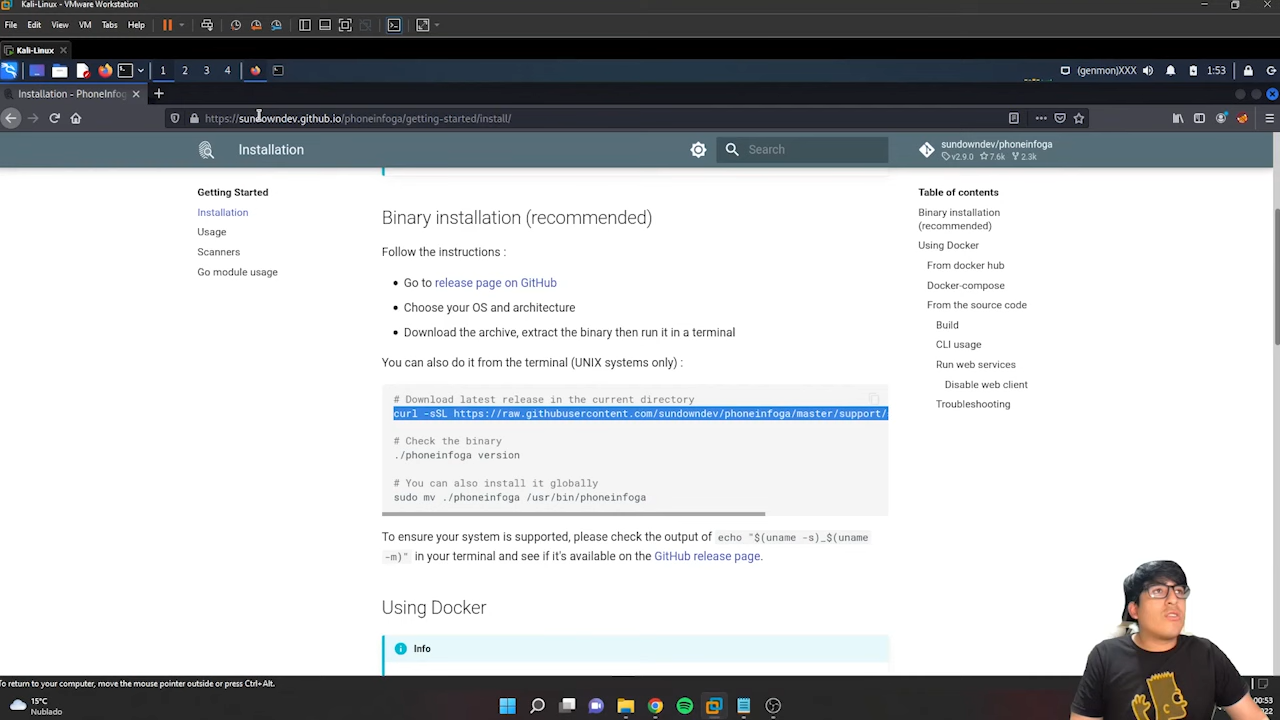 Kali-Linux - VMware Workstation
File Edit View VM Tabs Help
Kali-Linux
1 2 3 4 (genmon)XXX 1:53
Installation - PhoneInfog
https://sundowndev.github.io/phoneinfoga/getting-started/install/
Installation Search sundowndev/phoneinfoga
v2.9.0 7.6k 2.3k
Getting Started
Installation
Usage
Scanners
Go module usage
Binary installation (recommended)
Follow the instructions :
Go to release page on GitHub
Choose your OS and architecture
Download the archive, extract the binary then run it in a terminal
You can also do it from the terminal (UNIX systems only) :
# Download latest release in the current directory
curl -sSL https://raw.githubusercontent.com/sundowndev/phoneinfoga/master/support/
# Check the binary
./phoneinfoga version
# You can also install it globally
sudo mv ./phoneinfoga /usr/bin/phoneinfoga
To ensure your system is supported, please check the output of echo "$(uname -s)_$(uname
-m)" in your terminal and see if it's available on the GitHub release page.
Using Docker
Info
Table of contents
Binary installation
(recommended)
Using Docker
From docker hub
Docker-compose
From the source code
Build
CLI usage
Run web services
Disable web client
Troubleshooting
To return to your computer, move the mouse pointer outside or press Ctrl+Alt.
15°C
Nublado
00:53